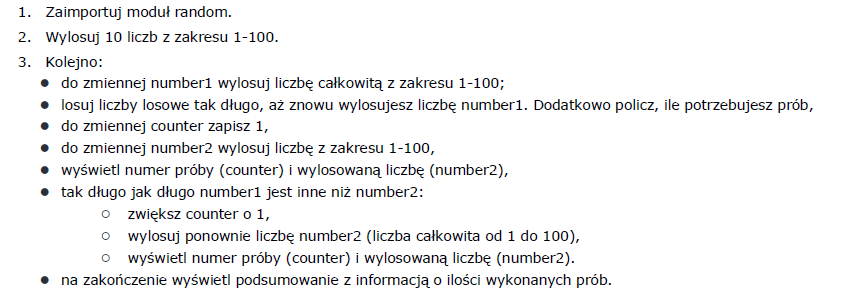 1. Zaimportuj moduł random.
2. Wylosuj 10 liczb z zakresu 1-100.
3. Kolejno:
● do zmiennej number1 wylosuj liczbę całkowitą z zakresu 1-100;
● losuj liczby losowe tak długo, aż znowu wylosujesz liczbę number1. Dodatkowo policz, ile potrzebujesz prób,
● do zmiennej counter zapisz 1,
● do zmiennej number2 wylosuj liczbę z zakresu 1-100,
● wyświetl numer próby (counter) i wylosowaną liczbę (number2),
● tak długo jak długo number1 jest inne niż number2:
○ zwiększ counter o 1,
○ wylosuj ponownie liczbę number2 (liczba całkowita od 1 do 100),
○ wyświetl numer próby (counter) i wylosowaną liczbę (number2).
● na zakończenie wyświetl podsumowanie z informacją o ilości wykonanych prób.